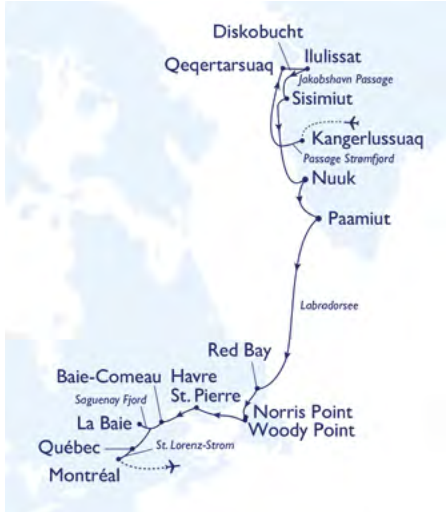 Diskobucht
Ilulissat
Qeqertarsuaq
Jakobshavn Passage
Sisimiut
Kangerlussuaq
Passage Strømfjord
Nuuk
Paamiut
Labradorsee
Red Bay
Baie-Comeau
Havre
St. Pierre
Saguenay Fjord
Norris Point
La Baie
Woody Point
Québec
St. Lorenz-Strom
Montréal